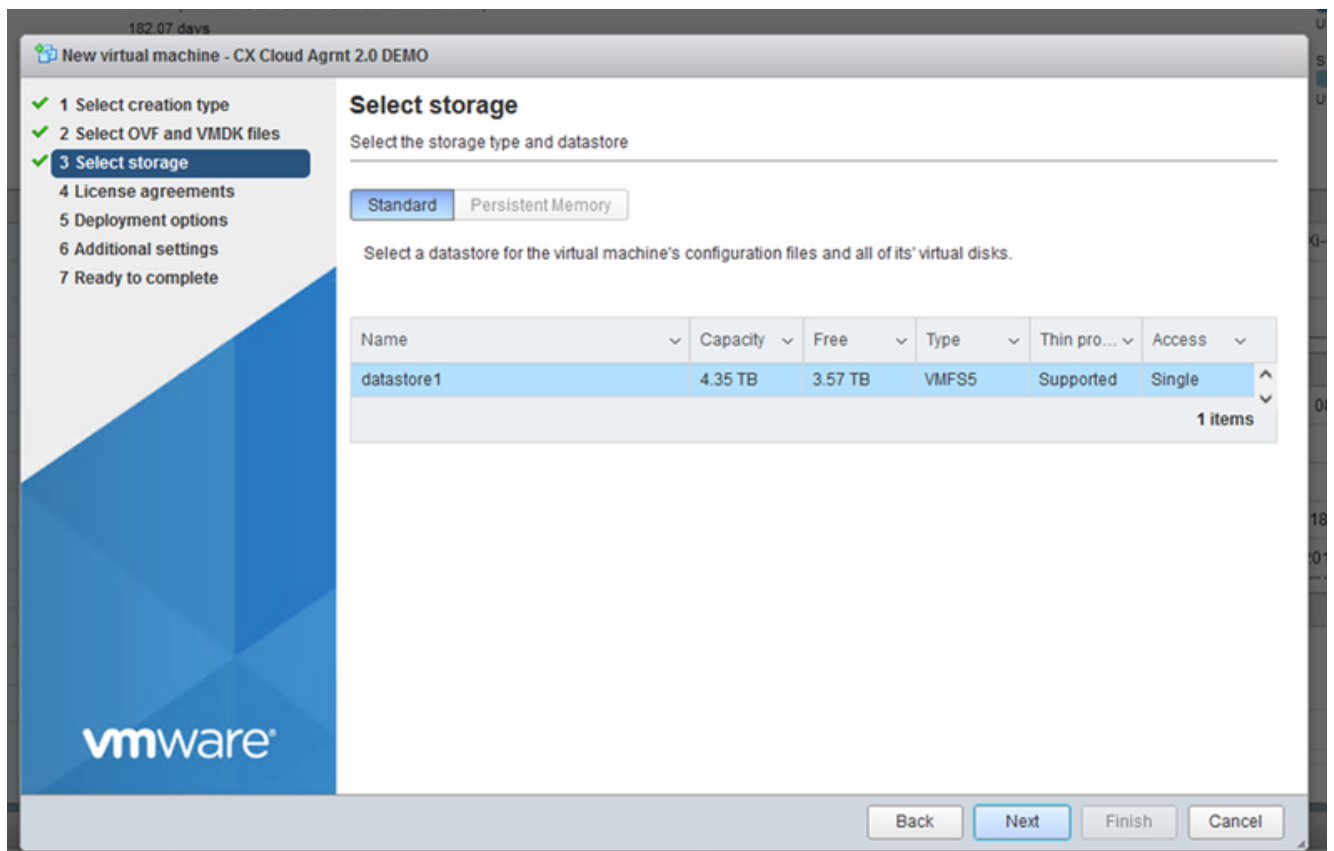 182.07 days
New virtual machine - CX Cloud Agrnt 2.0 DEMO
1 Select creation type
2 Select OVF and VMDK files
3 Select storage
4 License agreements
5 Deployment options
6 Additional settings
7 Ready to complete
Select storage
Select the storage type and datastore
Standard Persistent Memory
Select a datastore for the virtual machine's configuration files and all of its' virtual disks.
Name Capacity Free Type Thin pro... Access
datastore1 4.35 TB 3.57 TB VMFS5 Supported Single
1 items
vmware
Back Next Finish Cancel